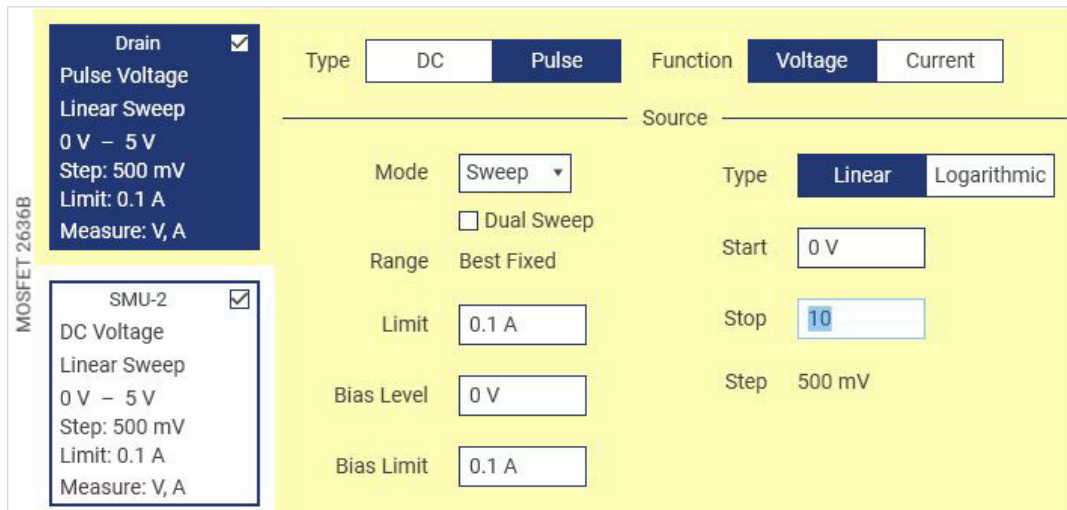 MOSFET 2636B
Drain
Pulse Voltage
Linear Sweep
0 V – 5 V
Step: 500 mV
Limit: 0.1 A
Measure: V, A
SMU-2
DC Voltage
Linear Sweep
0 V – 5 V
Step: 500 mV
Limit: 0.1 A
Measure: V, A
Type DC Pulse Function Voltage Current
Source
Mode Sweep
Dual Sweep
Range Best Fixed
Limit 0.1 A
Bias Level 0 V
Bias Limit 0.1 A
Type Linear Logarithmic
Start 0 V
Stop 10
Step 500 mV